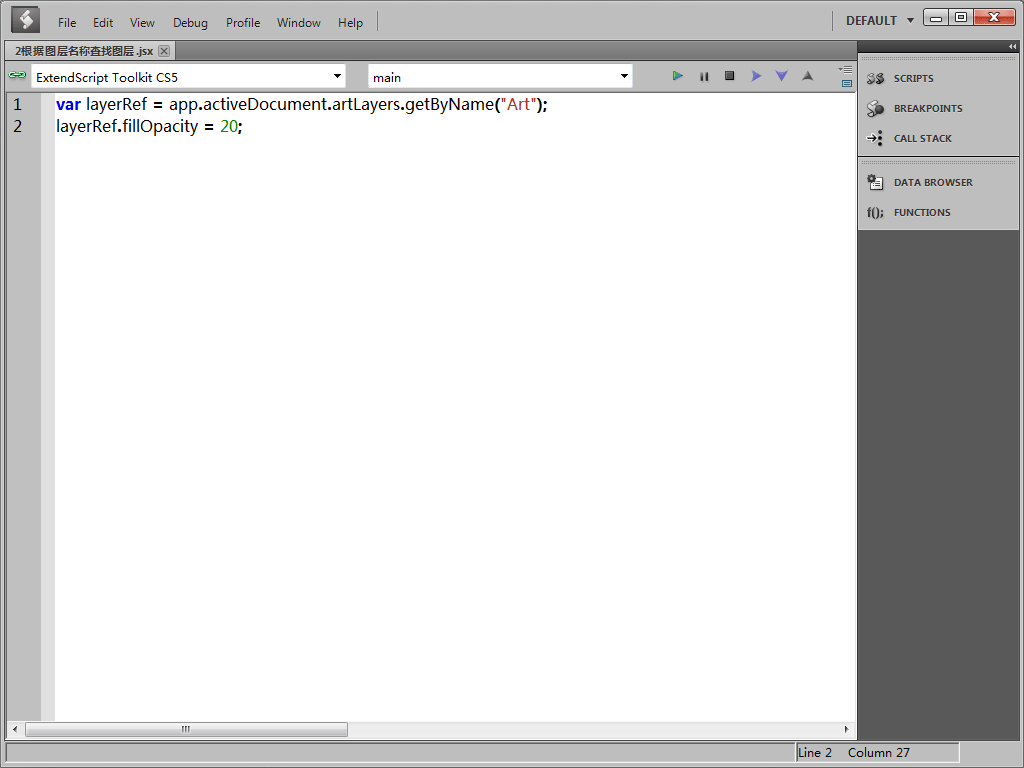 File Edit View Debug Profile Window Help DEFAULT
2根据图层名称查找图层.jsx
ExtendScript Toolkit CS5 main
1 var layerRef = app.activeDocument.artLayers.getByName("Art");
2 layerRef.fillOpacity = 20;
SCRIPTS
BREAKPOINTS
CALL STACK
DATA BROWSER
f(); FUNCTIONS
Line 2 Column 27